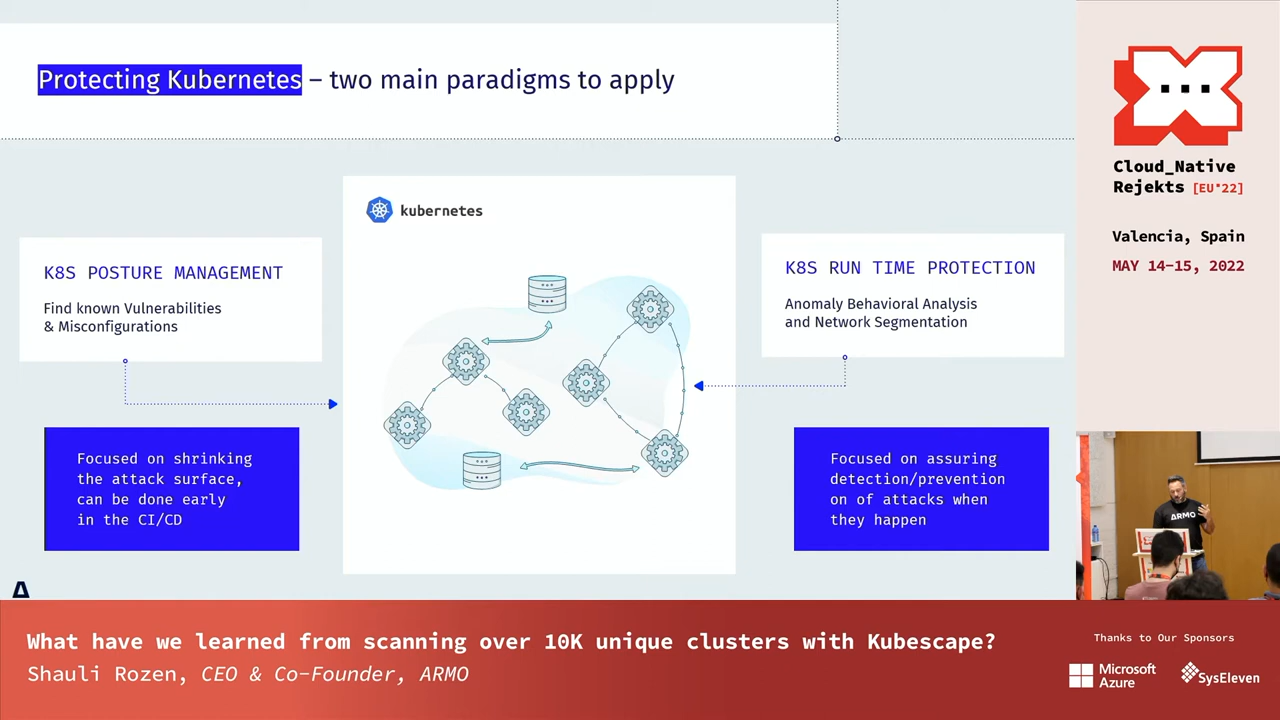 Protecting Kubernetes – two main paradigms to apply
kubernetes
K8S POSTURE MANAGEMENT
Find known Vulnerabilities
& Misconfigurations
Focused on shrinking
the attack surface,
can be done early
in the CI/CD
K8S RUN TIME PROTECTION
Anomaly Behavioral Analysis
and Network Segmentation
Focused on assuring
detection/prevention
on of attacks when
they happen
Cloud_Native
Rejekts [EU*22]
Valencia, Spain
MAY 14-15, 2022
ARMO
What have we learned from scanning over 10K unique clusters with Kubescape?
Shauli Rozen, CEO & Co-Founder, ARMO
Thanks to Our Sponsors
Microsoft
Azure
SysEleven